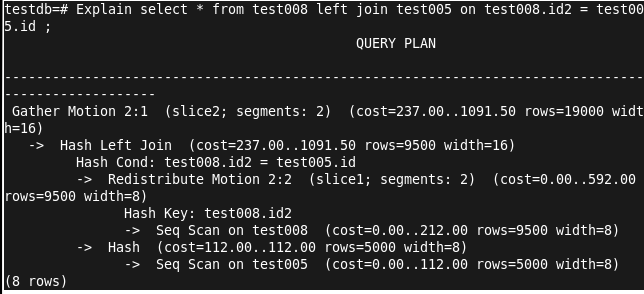 testdb=# Explain select * from test008 left join test005 on test008.id2 = test00
5.id ;
QUERY PLAN
--------------------------------------------------------------------------------
-------------------
Gather Motion 2:1  (slice2; segments: 2)  (cost=237.00..1091.50 rows=19000 widt
h=16)
->  Hash Left Join  (cost=237.00..1091.50 rows=9500 width=16)
Hash Cond: test008.id2 = test005.id
->  Redistribute Motion 2:2  (slice1; segments: 2)  (cost=0.00..592.00
rows=9500 width=8)
Hash Key: test008.id2
->  Seq Scan on test008  (cost=0.00..212.00 rows=9500 width=8)
->  Hash  (cost=112.00..112.00 rows=5000 width=8)
->  Seq Scan on test005  (cost=0.00..112.00 rows=5000 width=8)
(8 rows)